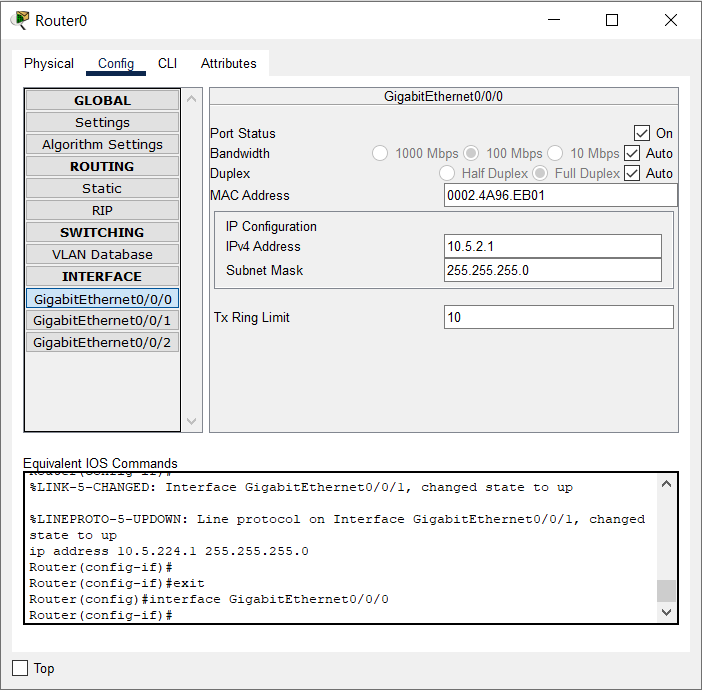 Router0
Physical Config CLI Attributes
GLOBAL
Settings
Algorithm Settings
ROUTING
Static
RIP
SWITCHING
VLAN Database
INTERFACE
GigabitEthernet0/0/0
GigabitEthernet0/0/1
GigabitEthernet0/0/2
GigabitEthernet0/0/0
Port Status On
Bandwidth 1000 Mbps 100 Mbps 10 Mbps Auto
Duplex Half Duplex Full Duplex Auto
MAC Address 0002.4A96.EB01
IP Configuration
IPv4 Address 10.5.2.1
Subnet Mask 255.255.255.0
Tx Ring Limit 10
Equivalent IOS Commands
Router(config-if)#
%LINK-5-CHANGED: Interface GigabitEthernet0/0/1, changed state to up
%LINEPROTO-5-UPDOWN: Line protocol on Interface GigabitEthernet0/0/1, changed
state to up
ip address 10.5.224.1 255.255.255.0
Router(config-if)#
Router(config-if)#exit
Router(config)#interface GigabitEthernet0/0/0
Router(config-if)#
Top